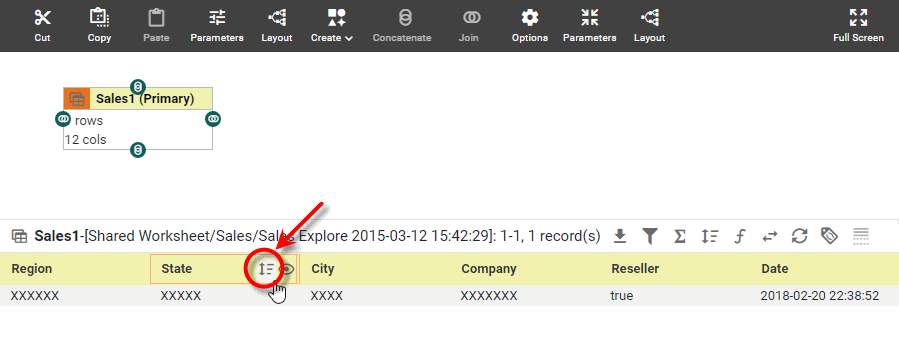 Cut Copy Paste Parameters Layout Create Concatenate Join Options Parameters Layout Full Screen
Sales1 (Primary)
rows
12 cols
Sales1-[Shared Worksheet/Sales/Sales Explore 2015-03-12 15:42:29]: 1-1, 1 record(s)
Region State City Company Reseller Date
XXXXXX XXXXX XXXX XXXXXXX true 2018-02-20 22:38:52